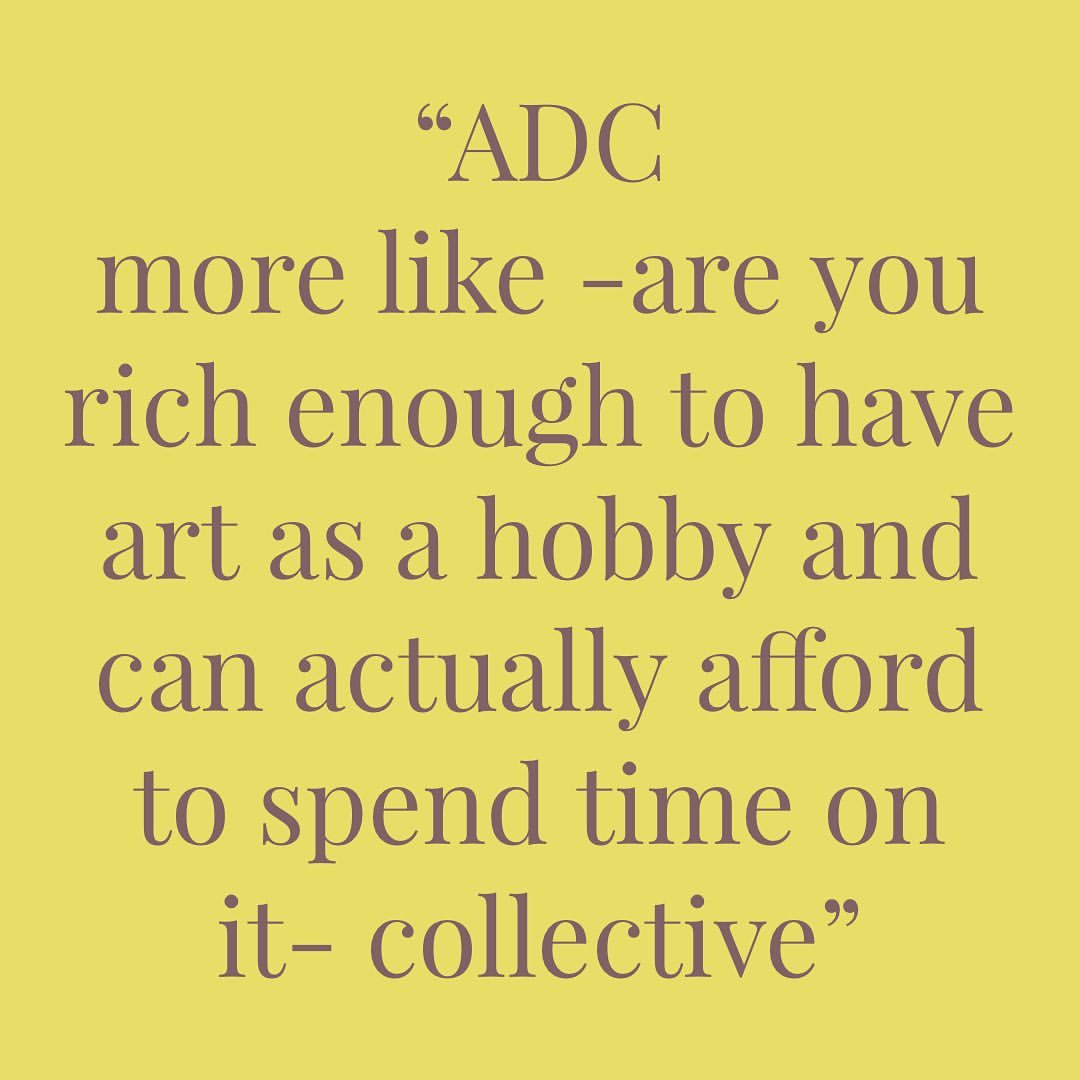 “ADC
more like -are you
rich enough to have
art as a hobby and
can actually afford
to spend time on
it- collective”